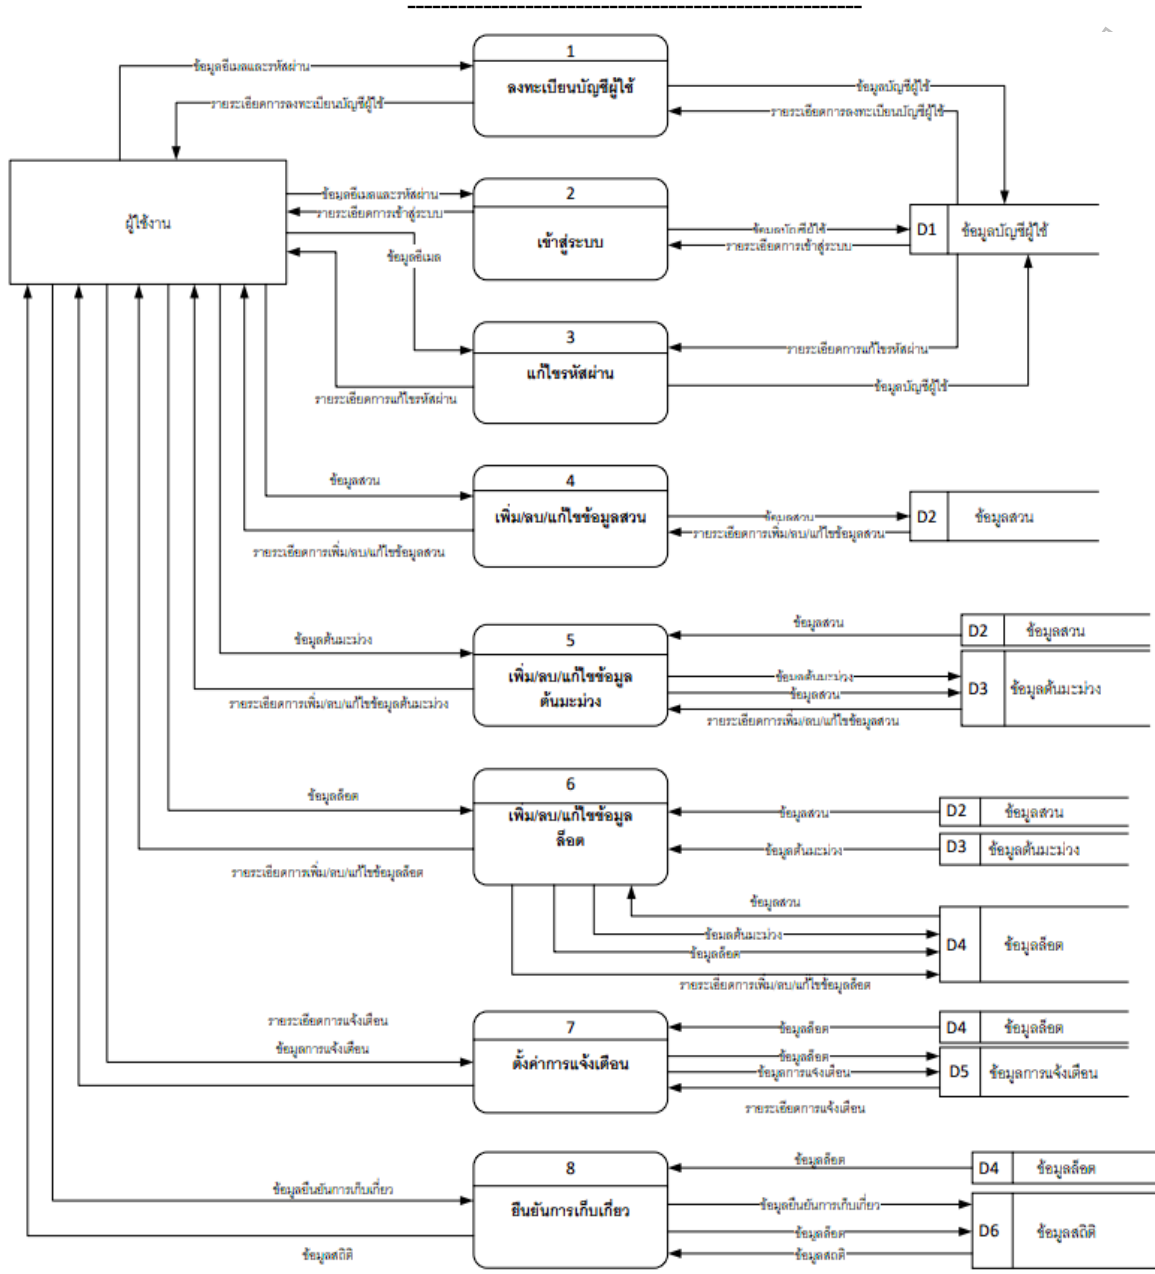 1
ข้อมูลอีเมลและรหัสผ่าน
ลงทะเบียนบัญชีผู้ใช้
ข้อมูลบัญชีผู้ใช้
รายระเอียดการลงทะเบียนบัญชีผู้ใช้
รายระเอียดการลงทะเบียนบัญชีผู้ใช้
ผู้ใช้งาน
2
ข้อมูลอีเมลและรหัสผ่าน
รายระเอียดการเข้าสู่ระบบ
เข้าสู่ระบบ
ข้อมูลบัญชีผู้ใช้
รายระเอียดการเข้าสู่ระบบ
D1
ข้อมูลบัญชีผู้ใช้
ข้อมูลอีเมล
3
แก้ไขรหัสผ่าน
รายระเอียดการแก้ไขรหัสผ่าน
ข้อมูลบัญชีผู้ใช้
รายระเอียดการแก้ไขรหัสผ่าน
4
ข้อมูลสวน
เพิ่ม/ลบ/แก้ไขข้อมูลสวน
ข้อมูลสวน
รายระเอียดการเพิ่ม/ลบ/แก้ไขข้อมูลสวน
D2
ข้อมูลสวน
รายระเอียดการเพิ่ม/ลบ/แก้ไขข้อมูลสวน
5
ข้อมูลต้นมะม่วง
เพิ่ม/ลบ/แก้ไขข้อมูล
ต้นมะม่วง
ข้อมูลสวน
D2
ข้อมูลสวน
ข้อมูลต้นมะม่วง
ข้อมูลสวน
รายระเอียดการเพิ่ม/ลบ/แก้ไขข้อมูลสวน
D3
ข้อมูลต้นมะม่วง
รายระเอียดการเพิ่ม/ลบ/แก้ไขข้อมูลต้นมะม่วง
6
ข้อมูลล็อต
เพิ่ม/ลบ/แก้ไขข้อมูล
ล็อต
ข้อมูลสวน
D2
ข้อมูลสวน
ข้อมูลต้นมะม่วง
D3
ข้อมูลต้นมะม่วง
รายระเอียดการเพิ่ม/ลบ/แก้ไขข้อมูลล็อต
ข้อมูลสวน
ข้อมูลต้นมะม่วง
ข้อมูลล็อต
รายระเอียดการเพิ่ม/ลบ/แก้ไขข้อมูลล็อต
D4
ข้อมูลล็อต
รายระเอียดการแจ้งเตือน
ข้อมูลการแจ้งเตือน
7
ตั้งค่าการแจ้งเตือน
ข้อมูลล็อต
D4
ข้อมูลล็อต
ข้อมูลล็อต
ข้อมูลการแจ้งเตือน
รายระเอียดการแจ้งเตือน
D5
ข้อมูลการแจ้งเตือน
8
ข้อมูลยืนยันการเก็บเกี่ยว
ยืนยันการเก็บเกี่ยว
ข้อมูลล็อต
D4
ข้อมูลล็อต
ข้อมูลยืนยันการเก็บเกี่ยว
ข้อมูลล็อต
ข้อมูลสถิติ
D6
ข้อมูลสถิติ
ข้อมูลสถิติ